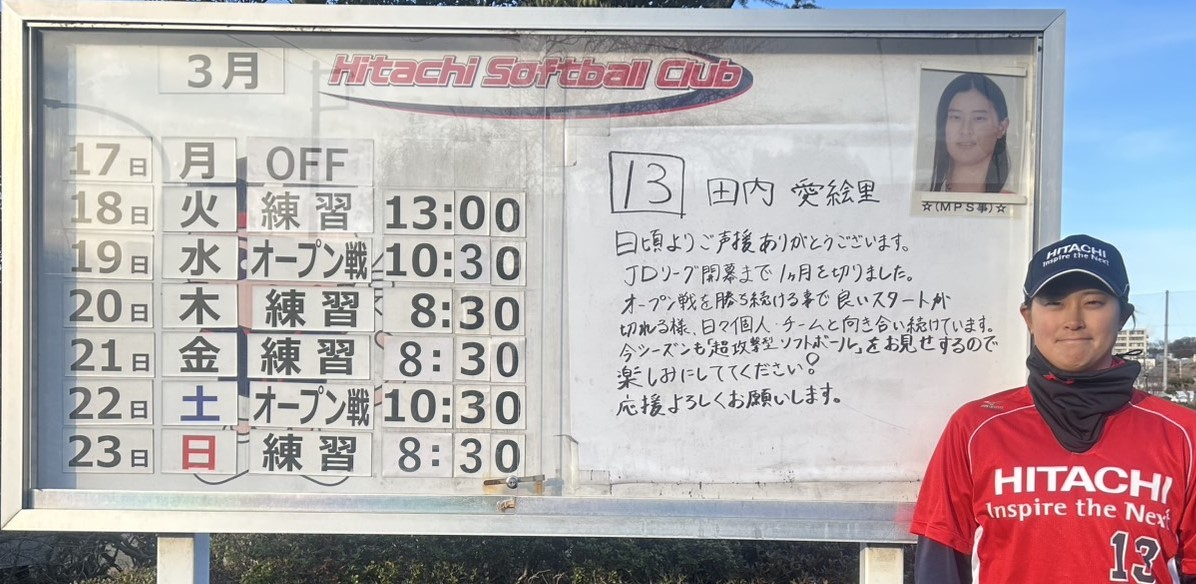 3月
Hitachi Softball Club
17日 月 OFF
18日 火 練習 13:00
19日 水 オープン戦 10:30
20日 木 練習 8:30
21日 金 練習 8:30
22日 土 オープン戦 10:30
23日 日 練習 8:30
13 田内 愛絵里
☆(MPS事)☆
日頃よりご声援ありがとうございます。
JDリーグ開幕まで1ヶ月を切りました。
オープン戦を勝ち続ける事で良いスタートが
切れる様、日々個人・チームと向き合い続けています。
今シーズンも「超攻撃型ソフトボール」をお見せするので
楽しみにしててください!
応援よろしくお願いします。
HITACHI
Inspire the Next
HITACHI
Inspire the Next
13